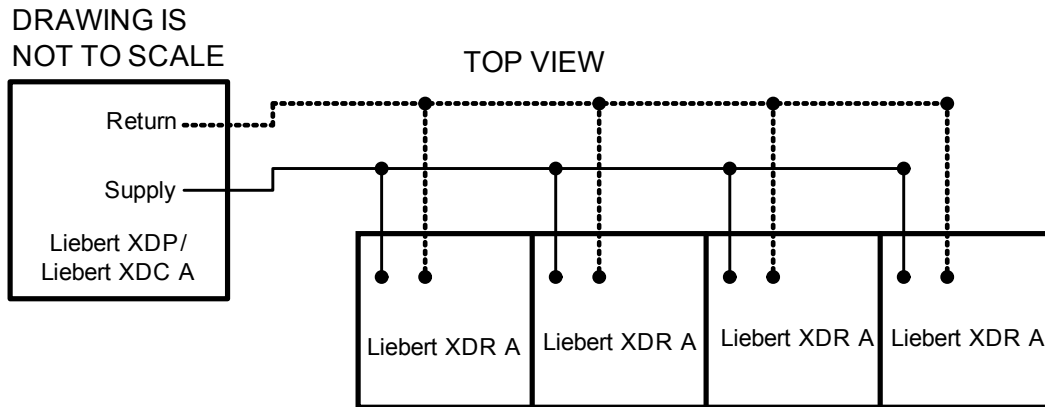 DRAWING IS
NOT TO SCALE
TOP VIEW
Return
Supply
Liebert XDP/
Liebert XDC A
Liebert XDR A
Liebert XDR A
Liebert XDR A
Liebert XDR A